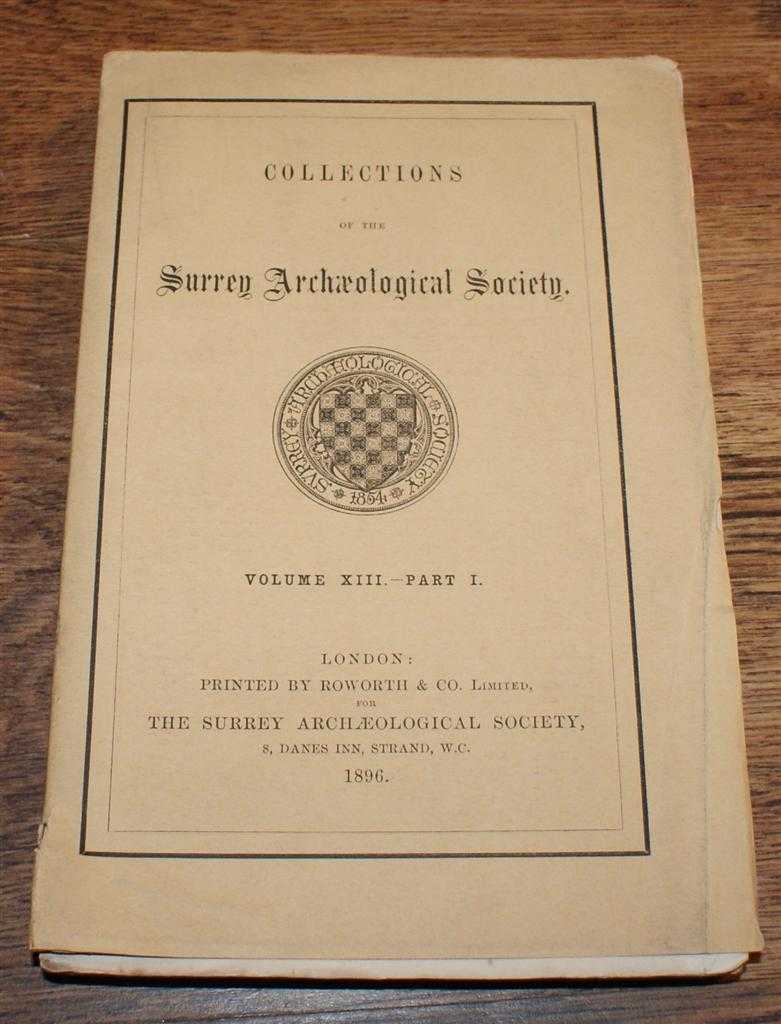 COLLECTIONS
OF THE
Surrey Archæological Society.
SVRREY ARCHÆOLOGICAL SOCIETY
1854
VOLUME XIII.—PART I.
LONDON:
PRINTED BY ROWORTH & CO. LIMITED,
FOR
THE SURREY ARCHÆOLOGICAL SOCIETY,
8, DANES INN, STRAND, W.C.
1896.